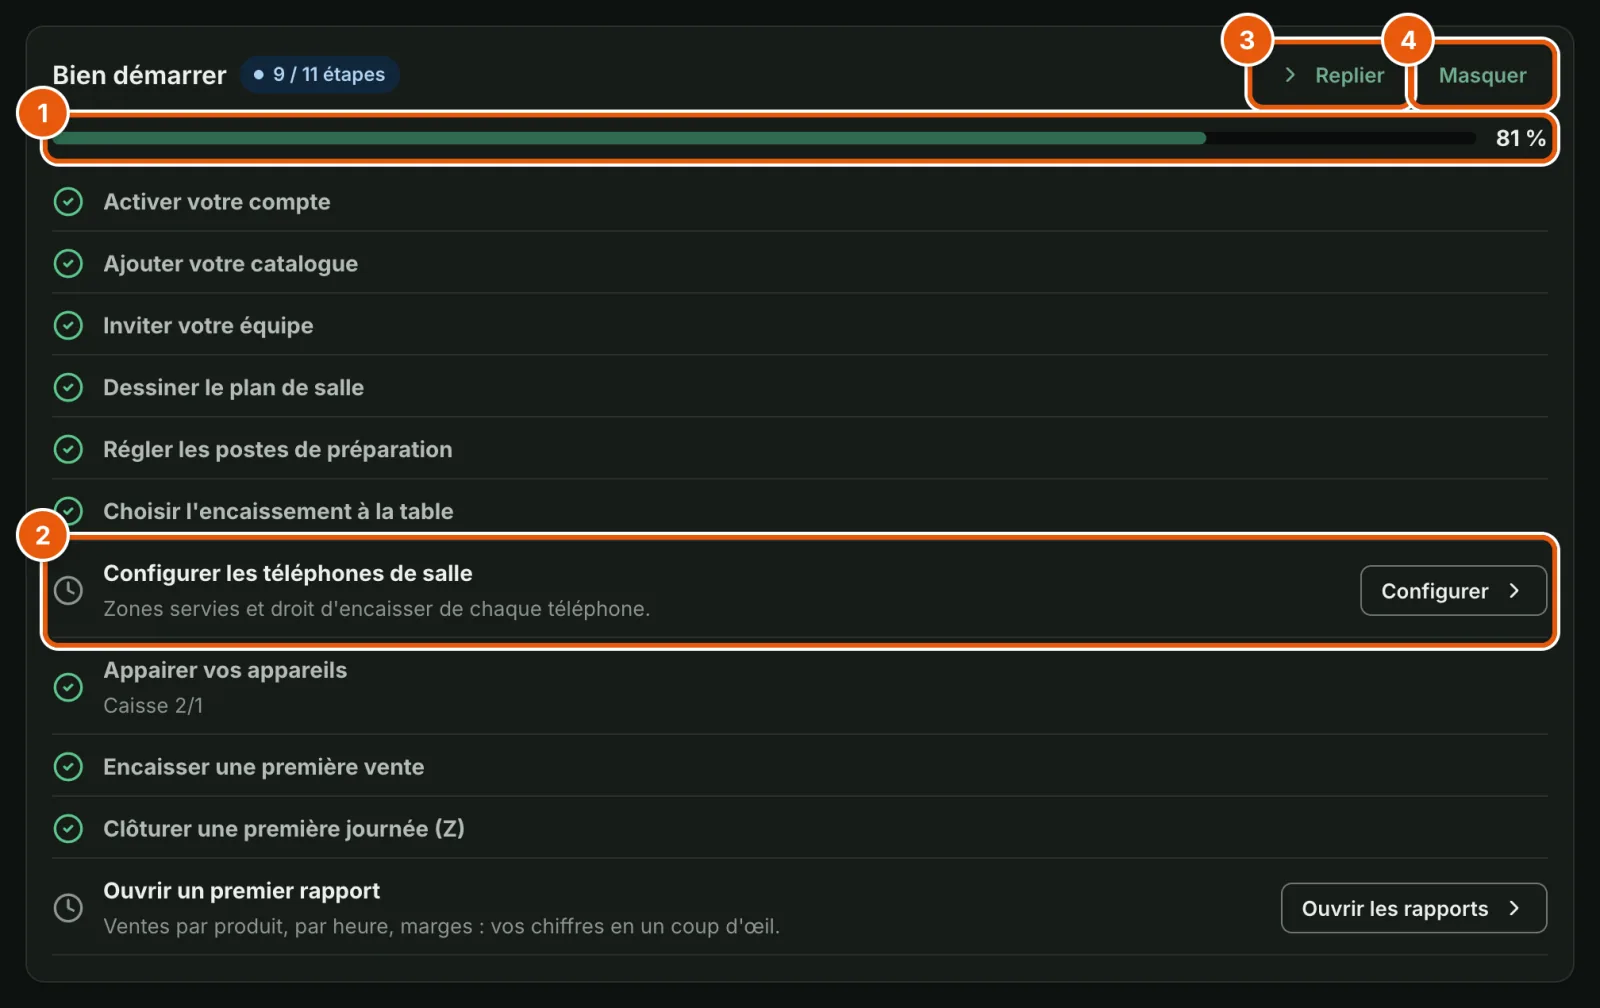 Bien démarrer
9 / 11 étapes
3
Replier
4
Masquer
1
81 %
Activer votre compte
Ajouter votre catalogue
Inviter votre équipe
Dessiner le plan de salle
Régler les postes de préparation
Choisir l'encaissement à la table
2
Configurer les téléphones de salle
Zones servies et droit d'encaisser de chaque téléphone.
Configurer
Appairer vos appareils
Caisse 2/1
Encaisser une première vente
Clôturer une première journée (Z)
Ouvrir un premier rapport
Ventes par produit, par heure, marges : vos chiffres en un coup d'œil.
Ouvrir les rapports